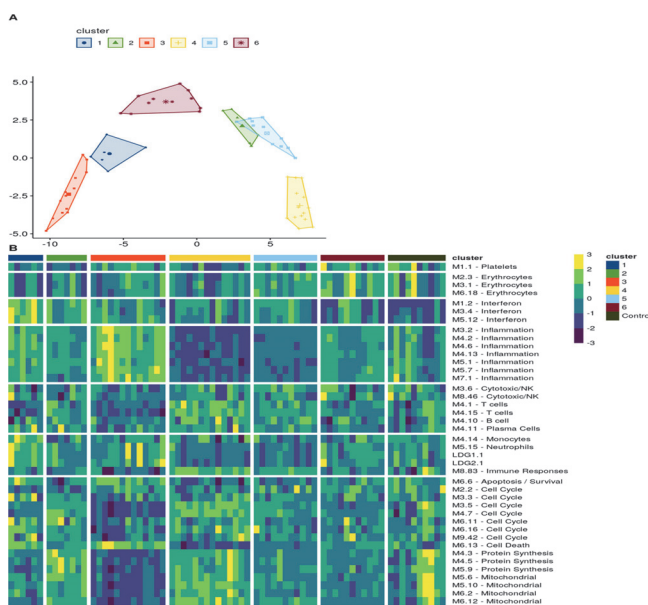 A
cluster
1 2 3 4 5 6
5.0
2.5
0.0
-2.5
-5.0
-10 -5 0 5
B
cluster
M1.1 - Platelets
M2.3 - Erythrocytes
M3.1 - Erythrocytes
M6.18 - Erythrocytes
M1.2 - Interferon
M3.4 - Interferon
M5.12 - Interferon
M3.2 - Inflammation
M4.2 - Inflammation
M4.6 - Inflammation
M4.13 - Inflammation
M5.1 - Inflammation
M5.7 - Inflammation
M7.1 - Inflammation
M3.6 - Cytotoxic/NK
M8.46 - Cytotoxic/NK
M4.1 - T cells
M4.15 - T cells
M4.10 - B cell
M4.11 - Plasma Cells
M4.14 - Monocytes
M5.15 - Neutrophils
LDG1.1
LDG2.1
M8.83 - Immune Responses
M6.6 - Apoptosis / Survival
M2.2 - Cell Cycle
M3.3 - Cell Cycle
M3.5 - Cell Cycle
M4.7 - Cell Cycle
M6.11 - Cell Cycle
M6.16 - Cell Cycle
M9.42 - Cell Cycle
M6.13 - Cell Death
M4.3 - Protein Synthesis
M4.5 - Protein Synthesis
M5.9 - Protein Synthesis
M5.6 - Mitochondrial
M5.10 - Mitochondrial
M6.2 - Mitochondrial
M6.12 - Mitochondrial
3
2
1
0
-1
-2
-3
cluster
1
2
3
4
5
6
Control